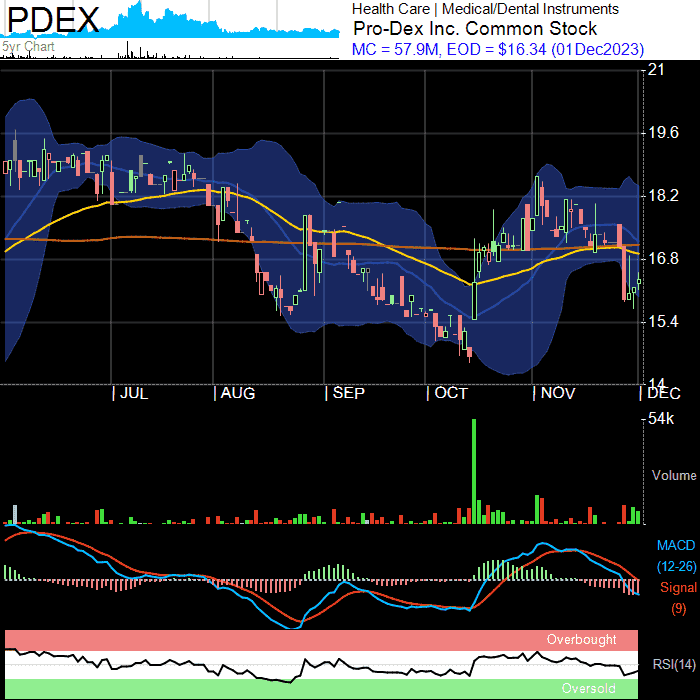 PDEX
5yr Chart
Health Care | Medical/Dental Instruments
Pro-Dex Inc. Common Stock
MC = 57.9M, EOD = $16.34 (01Dec2023)
21
19.6
18.2
16.8
15.4
14
| JUL | AUG | SEP | OCT | NOV | DEC
54k
Volume
MACD
(12-26)
Signal
(9)
Overbought
RSI(14)
Oversold